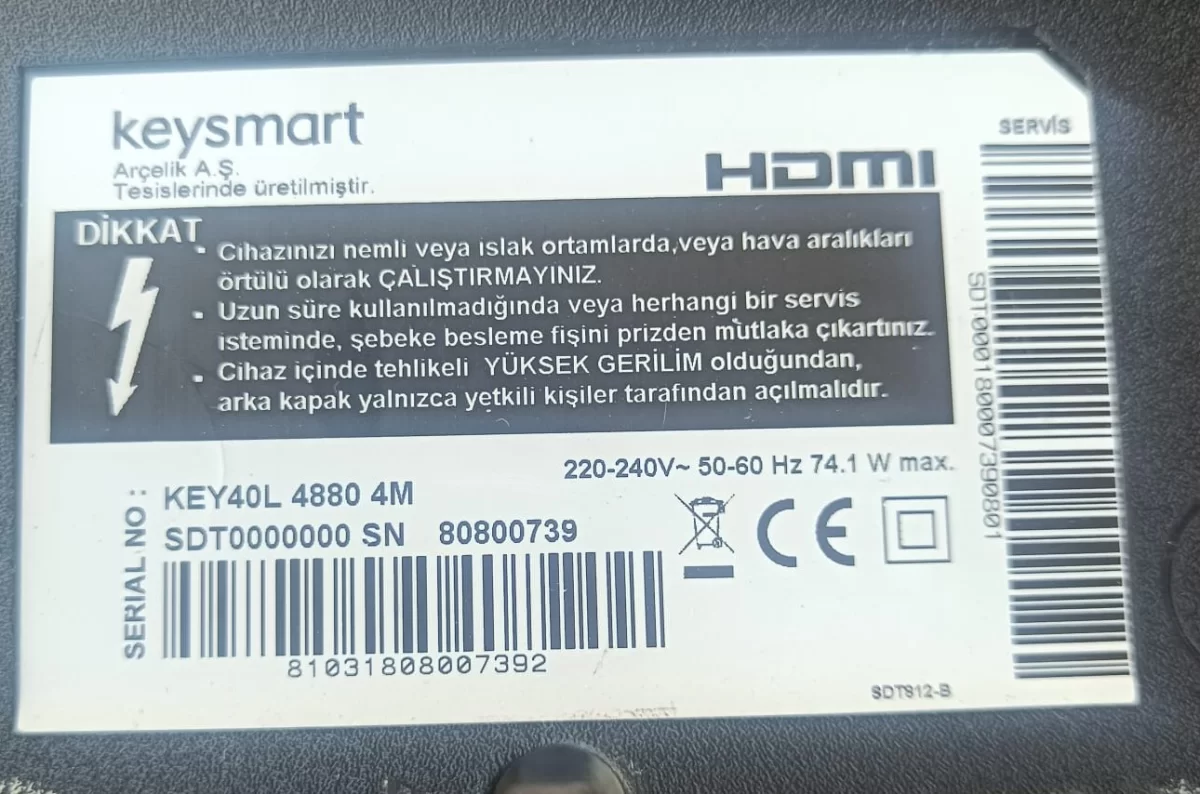 keysmart
Arçelik A.Ş.
Tesislerinde üretilmiştir.
HDMI
SERVİS
DİKKAT
- Cihazınızı nemli veya ıslak ortamlarda,veya hava aralıkları
örtülü olarak ÇALIŞTIRMAYINIZ.
- Uzun süre kullanılmadığında veya herhangi bir servis
isteminde, şebeke besleme fişini prizden mutlaka çıkartınız.
- Cihaz içinde tehlikeli YÜKSEK GERİLİM olduğundan,
arka kapak yalnızca yetkili kişiler tarafından açılmalıdır.
SDT00018000739081
220-240V~ 50-60 Hz 74.1 W max.
SERIAL NO :
KEY40L 4880 4M
SDT0000000 SN 80800739
CE
81031808007392
SDT912-B